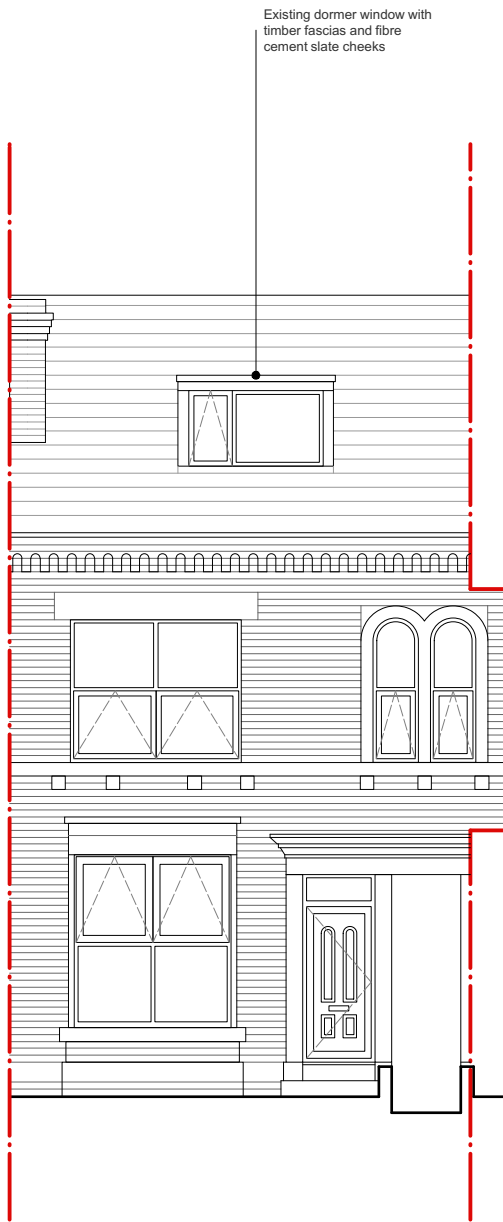 Existing dormer window with
timber fascias and fibre
cement slate cheeks